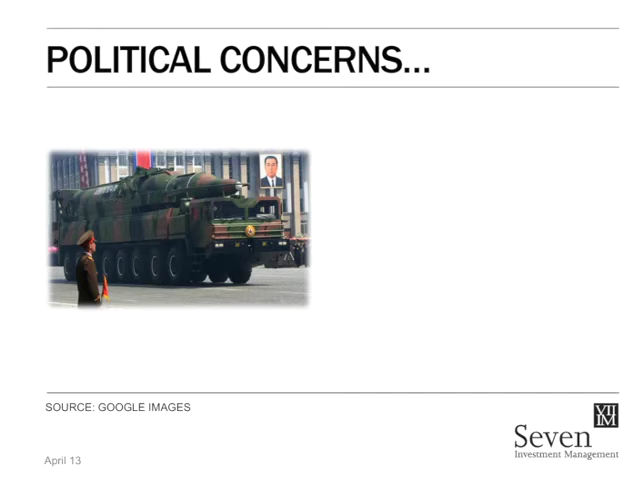 POLITICAL CONCERNS...
SOURCE: GOOGLE IMAGES
VII
IM
Seven
Investment Management
April 13